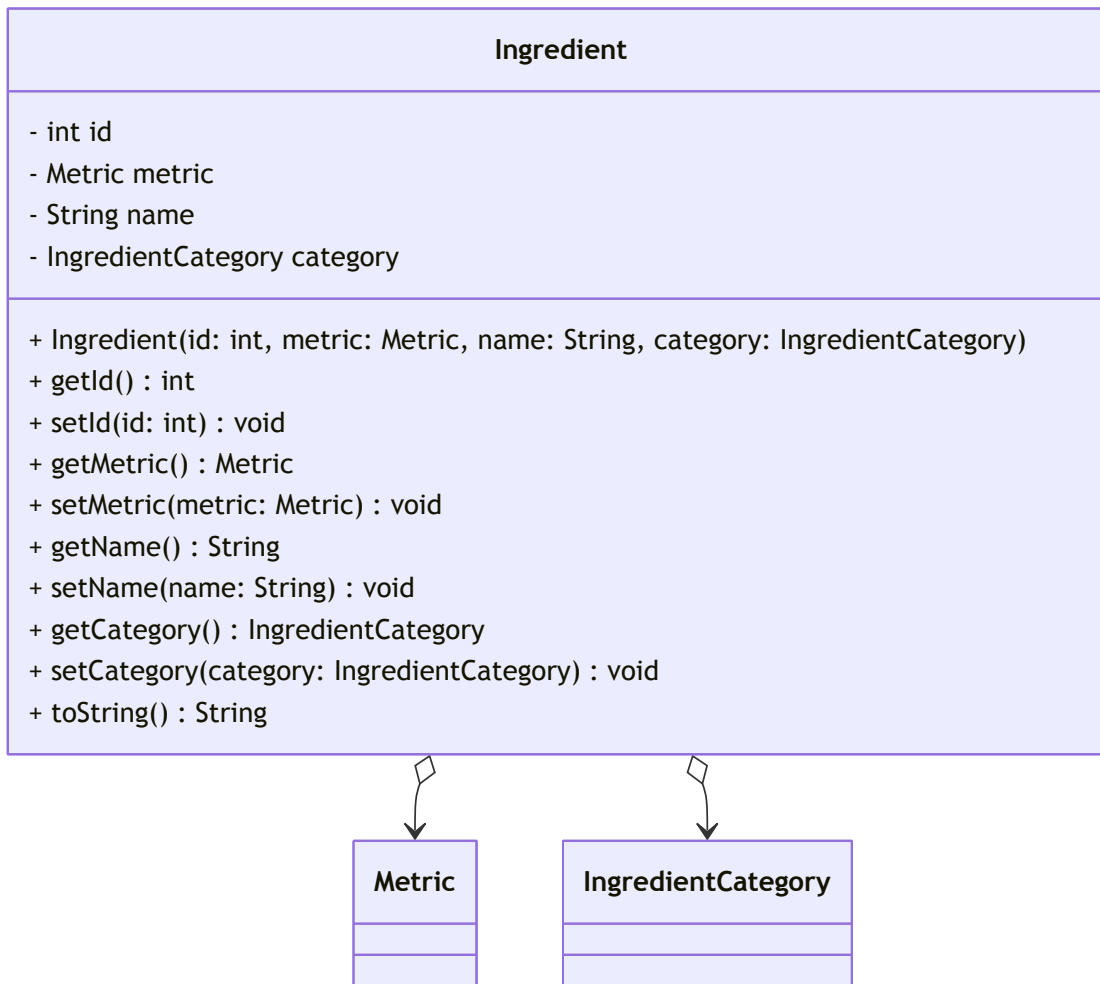 Ingredient
- int id
- Metric metric
- String name
- IngredientCategory category
+ Ingredient(id: int, metric: Metric, name: String, category: IngredientCategory)
+ getId() : int
+ setId(id: int) : void
+ getMetric() : Metric
+ setMetric(metric: Metric) : void
+ getName() : String
+ setName(name: String) : void
+ getCategory() : IngredientCategory
+ setCategory(category: IngredientCategory) : void
+ toString() : String
Metric
IngredientCategory